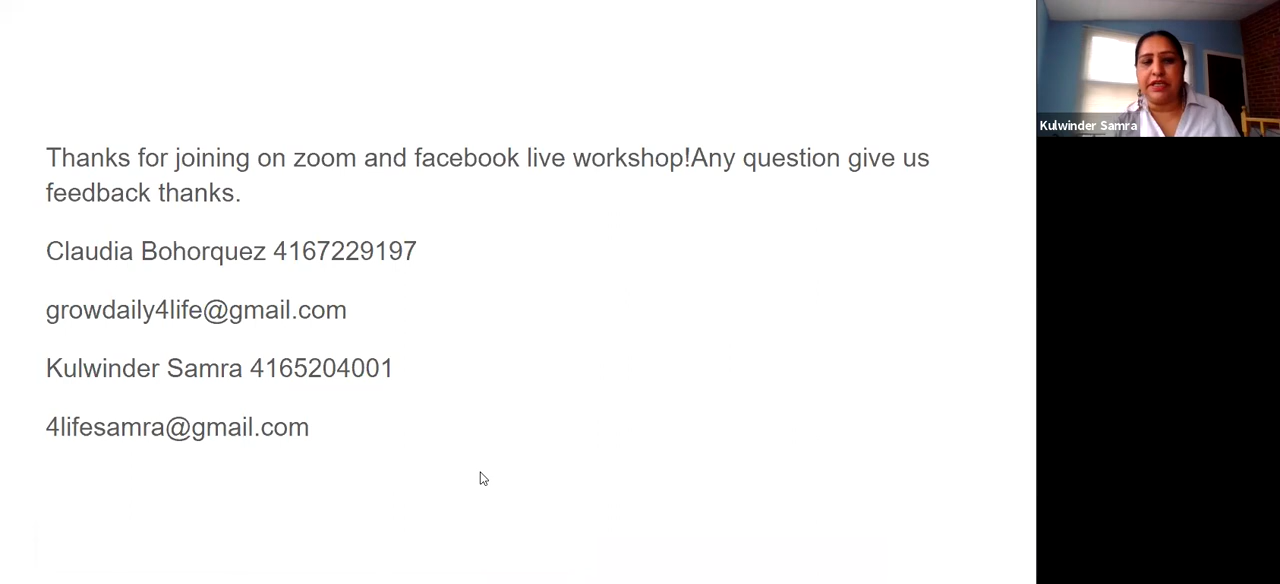 Thanks for joining on zoom and facebook live workshop!Any question give us
feedback thanks.
Claudia Bohorquez 4167229197
growdaily4life@gmail.com
Kulwinder Samra 4165204001
4lifesamra@gmail.com
Kulwinder Samra